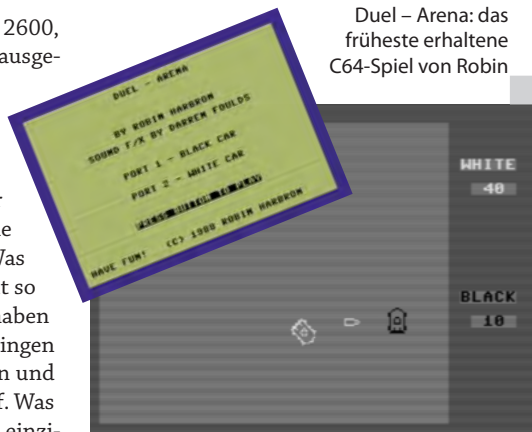 2600,
ausge-
Duel – Arena: das
früheste erhaltene
C64-Spiel von Robin
DUEL - ARENA
BY ROBIN HARBRON
SOUND F/X BY DARREN FOULDS
PORT 1 - BLACK CAR
PORT 2 - WHITE CAR
PRESS BUTTON TO PLAY
HAVE FUN! (C) 1988 ROBIN HARBRON
WHITE
40
BLACK
10
t so
haben
ingen
n und
f. Was
einzi-